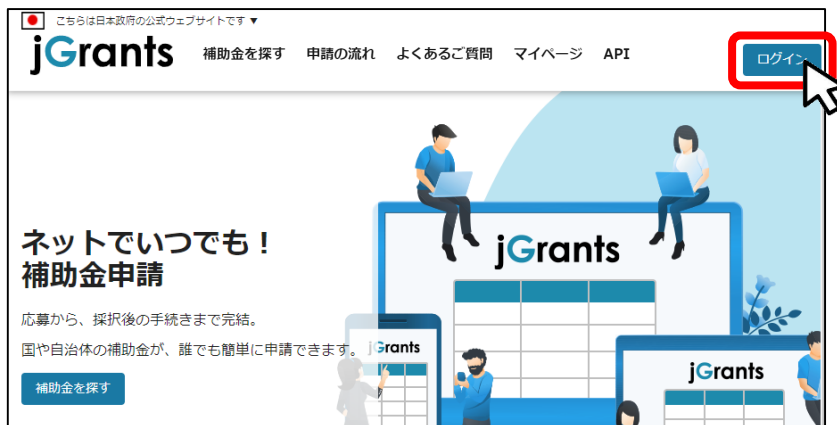 こちらは日本政府の公式ウェブサイトです ▼
jGrants 補助金を探す 申請の流れ よくあるご質問 マイページ API ログイン
ネットでいつでも！
補助金申請
応募から、採択後の手続きまで完結。
国や自治体の補助金が、誰でも簡単に申請できます。
補助金を探す
jGrants
jGrants
jGrants